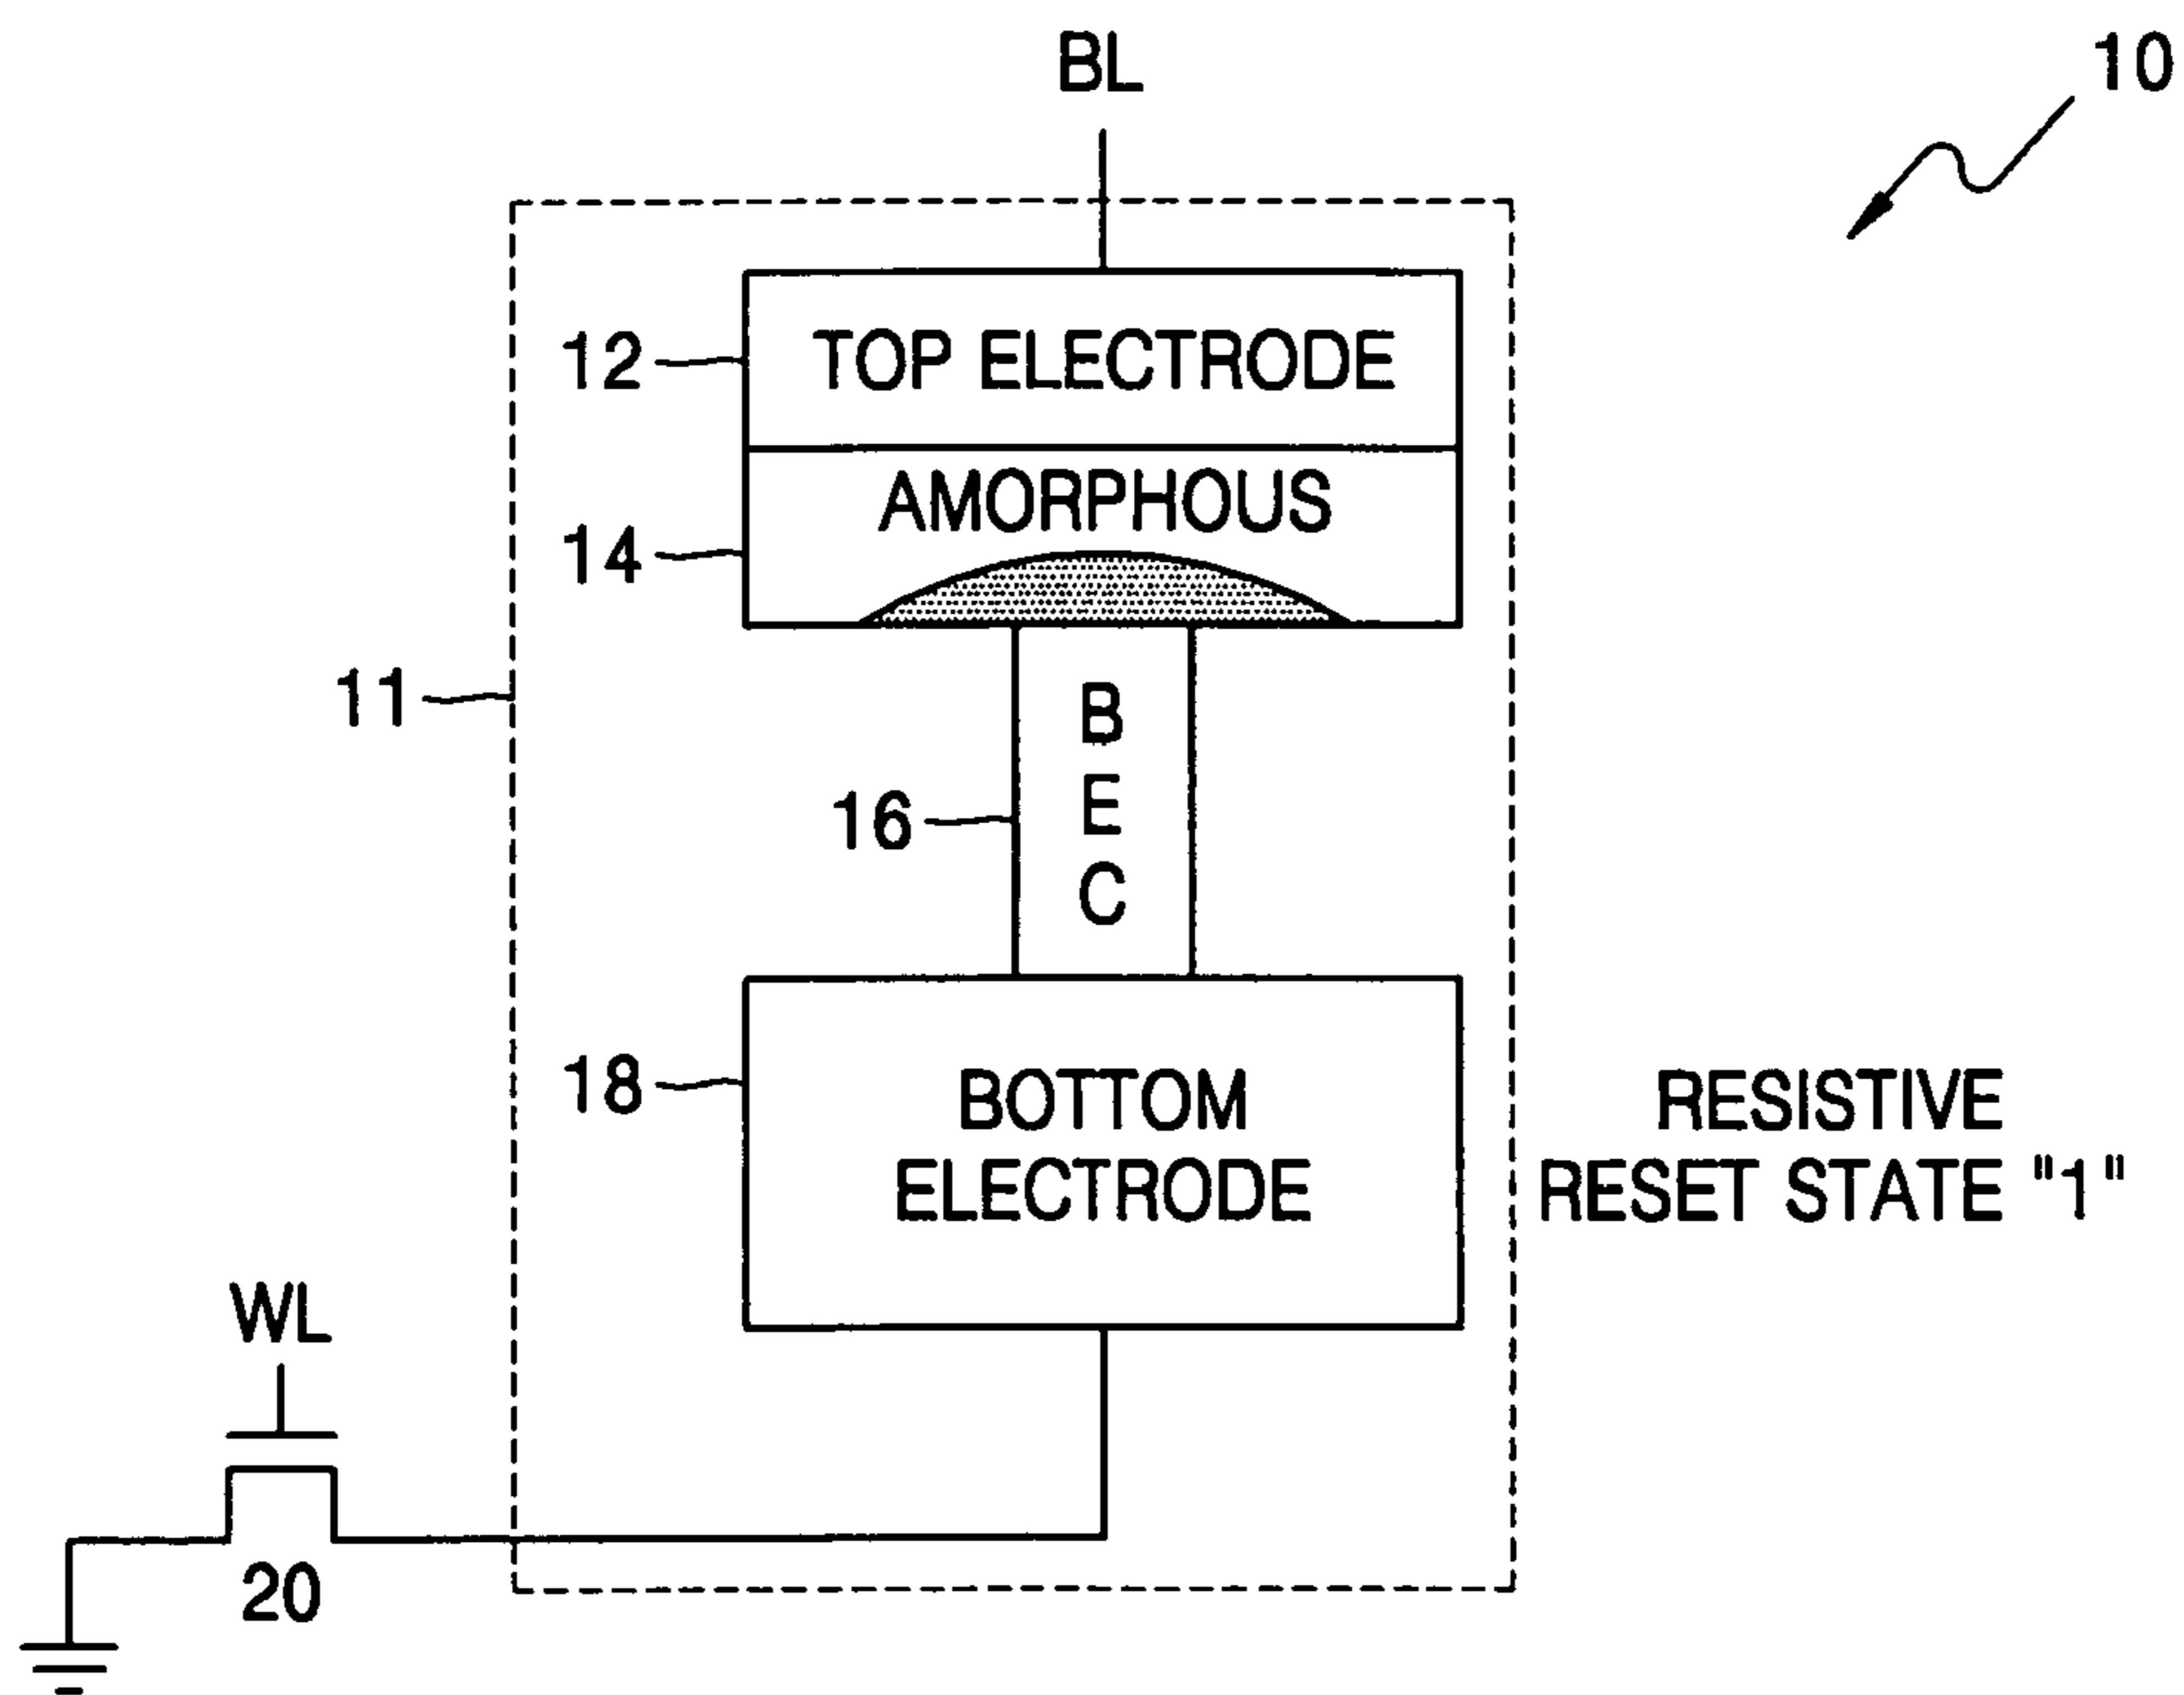 BL
10
12
TOP ELECTRODE
AMORPHOUS
14
11
B
E
C
16
18
BOTTOM
ELECTRODE
RESISTIVE
RESET STATE "1"
WL
20